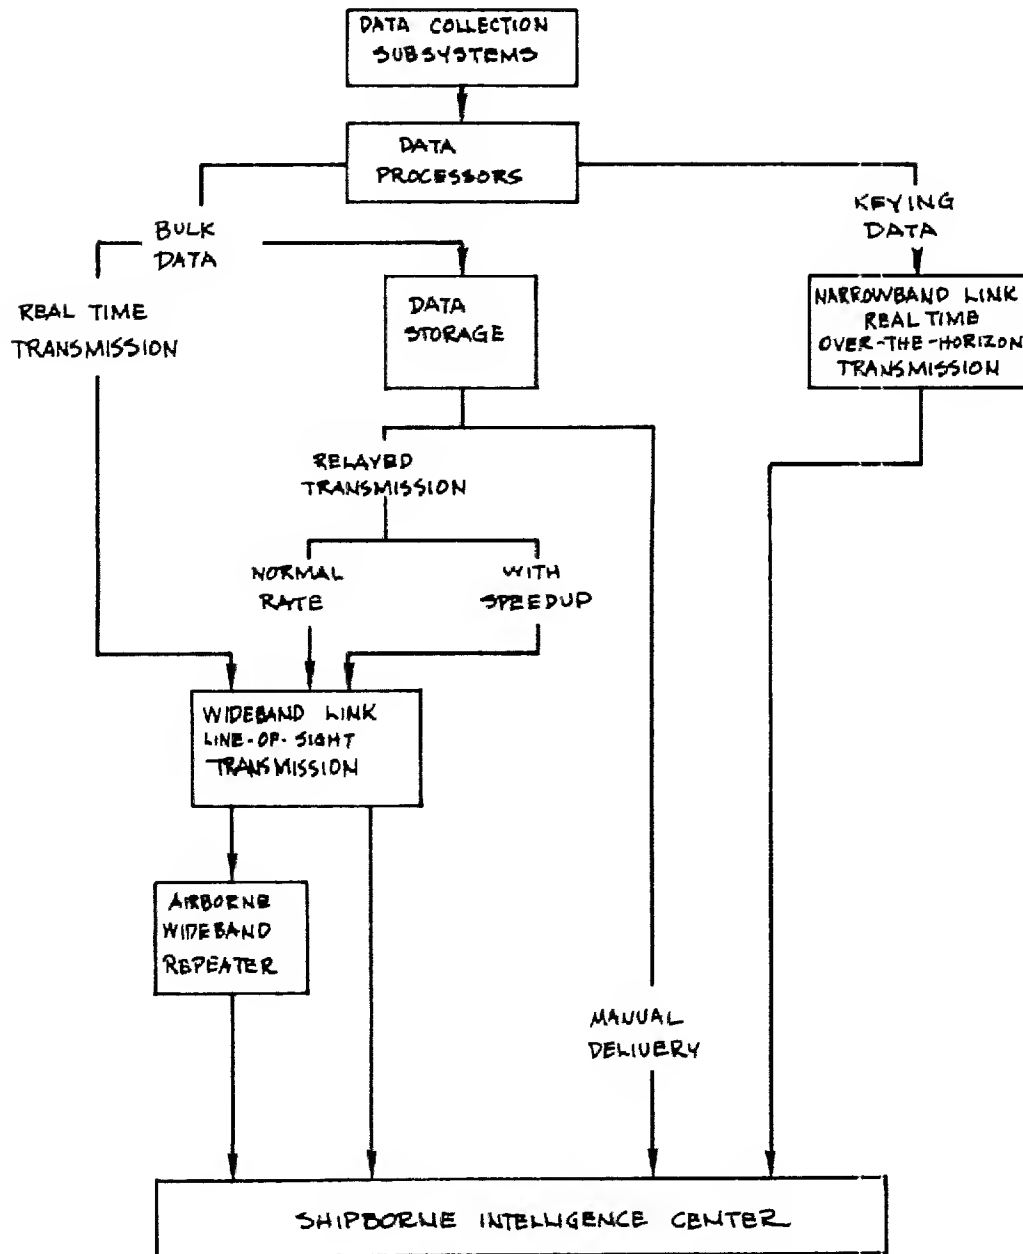 DATA COLLECTION
SUBSYSTEMS
DATA
PROCESSORS
BULK
DATA
KEYING
DATA
REAL TIME
TRANSMISSION
DATA
STORAGE
NARROWBAND LINK
REAL TIME
OVER-THE-HORIZON
TRANSMISSION
RELAYED
TRANSMISSION
NORMAL
RATE
WITH
SPEEDUP
WIDEBAND LINK
LINE-OF-SIGHT
TRANSMISSION
AIRBORNE
WIDEBAND
REPEATER
MANUAL
DELIVERY
SHIPBORNE INTELLIGENCE CENTER